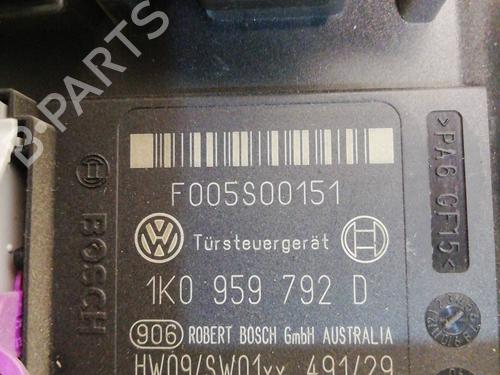 B-PARTS
F005S00151
Türsteuergerät
1K0 959 792 D
906 ROBERT BOSCH GmbH AUSTRALIA
HW09/SW01xx 491/29
BOSCH
>PA6 GF15<